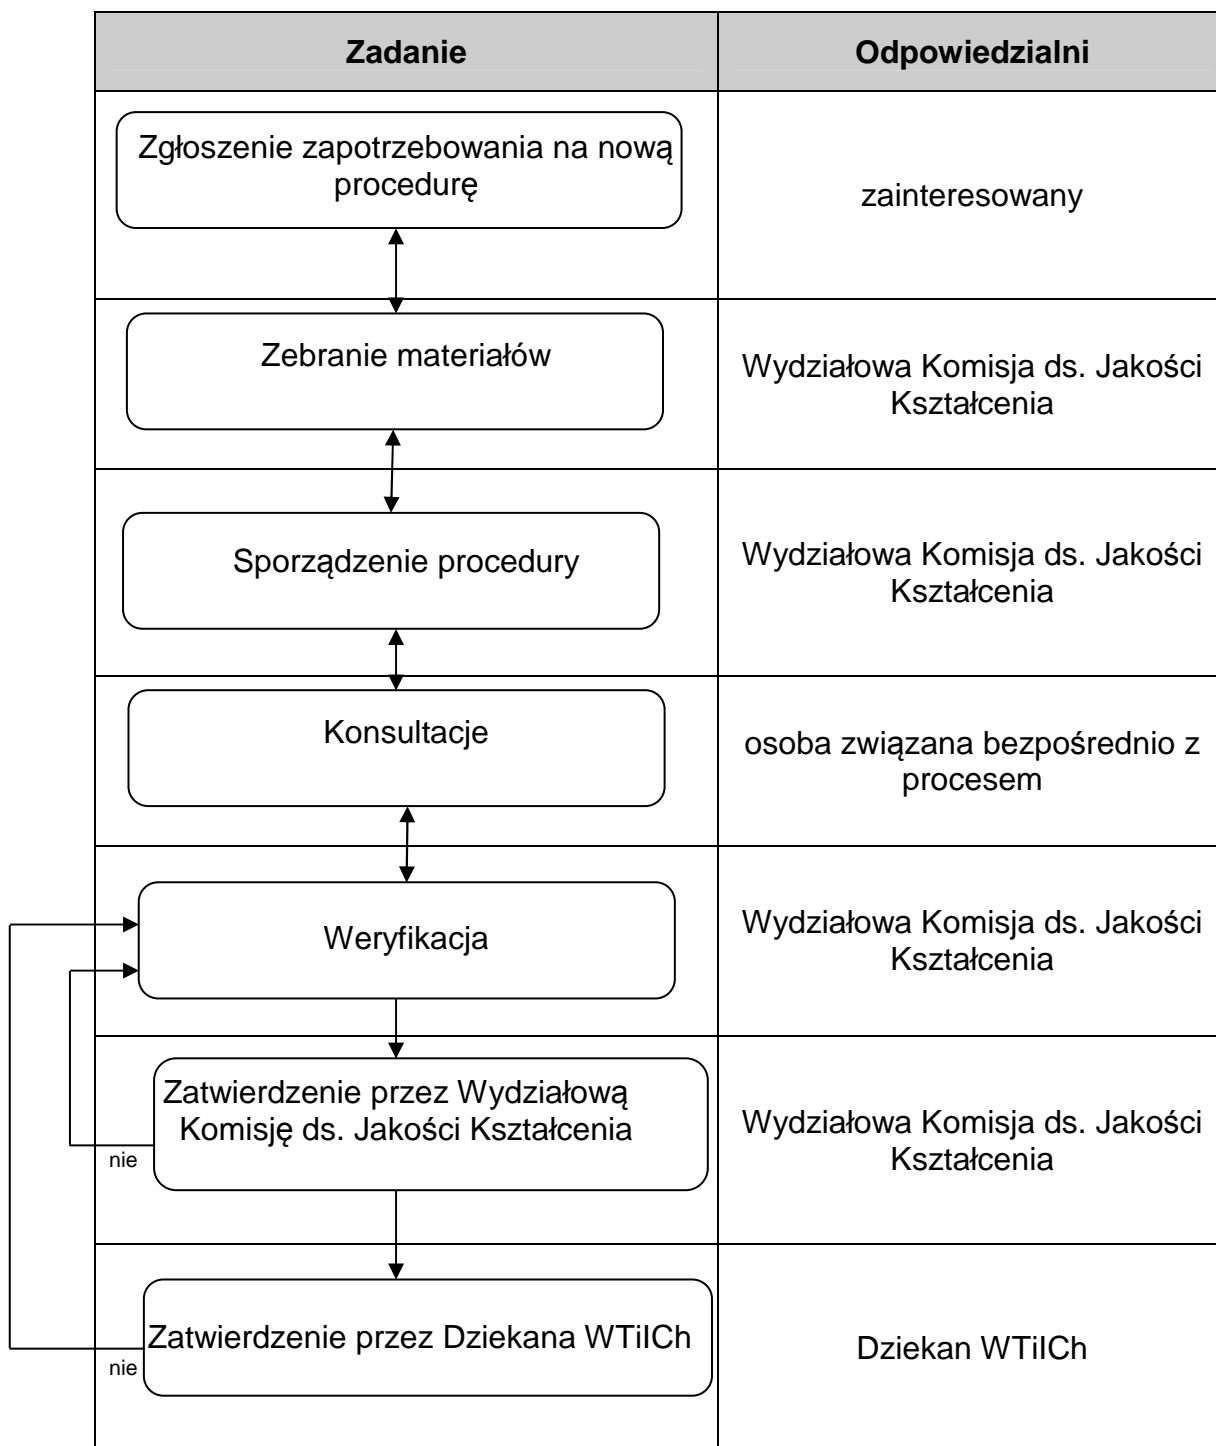 Zadanie
Odpowiedzialni
Zgłoszenie zapotrzebowania na nową
procedurę
zainteresowany
Zebranie materiałów
Wydziałowa Komisja ds. Jakości
Kształcenia
Sporządzenie procedury
Wydziałowa Komisja ds. Jakości
Kształcenia
Konsultacje
osoba związana bezpośrednio z
procesem
Weryfikacja
Wydziałowa Komisja ds. Jakości
Kształcenia
Zatwierdzenie przez Wydziałową
Komisję ds. Jakości Kształcenia
nie
Wydziałowa Komisja ds. Jakości
Kształcenia
Zatwierdzenie przez Dziekana WTiICh
nie
Dziekan WTiICh